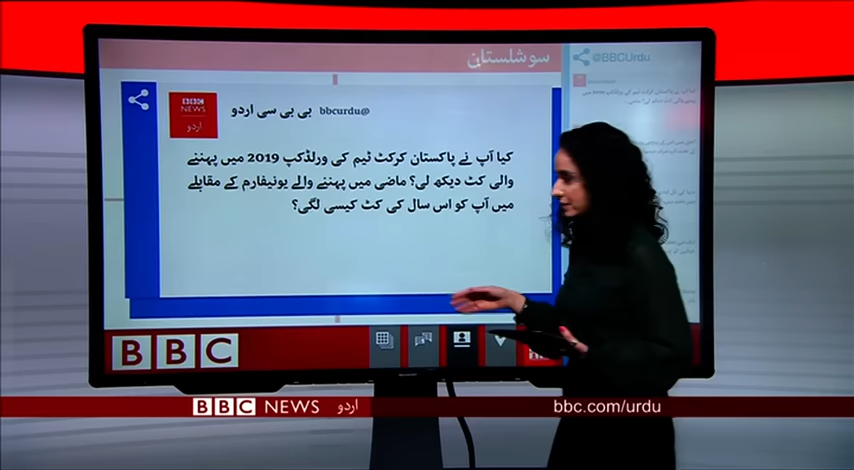 سوشلستان
@BBCUrdu
BBC
NEWS
اردو
بی بی سی اردو
bbcurdu@
کیا آپ نے پاکستان کرکٹ ٹیم کی ورلڈکپ 2019 میں پہننے
والی کٹ دیکھ لی؟ ماضی میں پہننے والے یونیفارم کے مقابلے
میں آپ کو اس سال کی کٹ کیسی لگی؟
BBC
BBC NEWS اردو
bbc.com/urdu